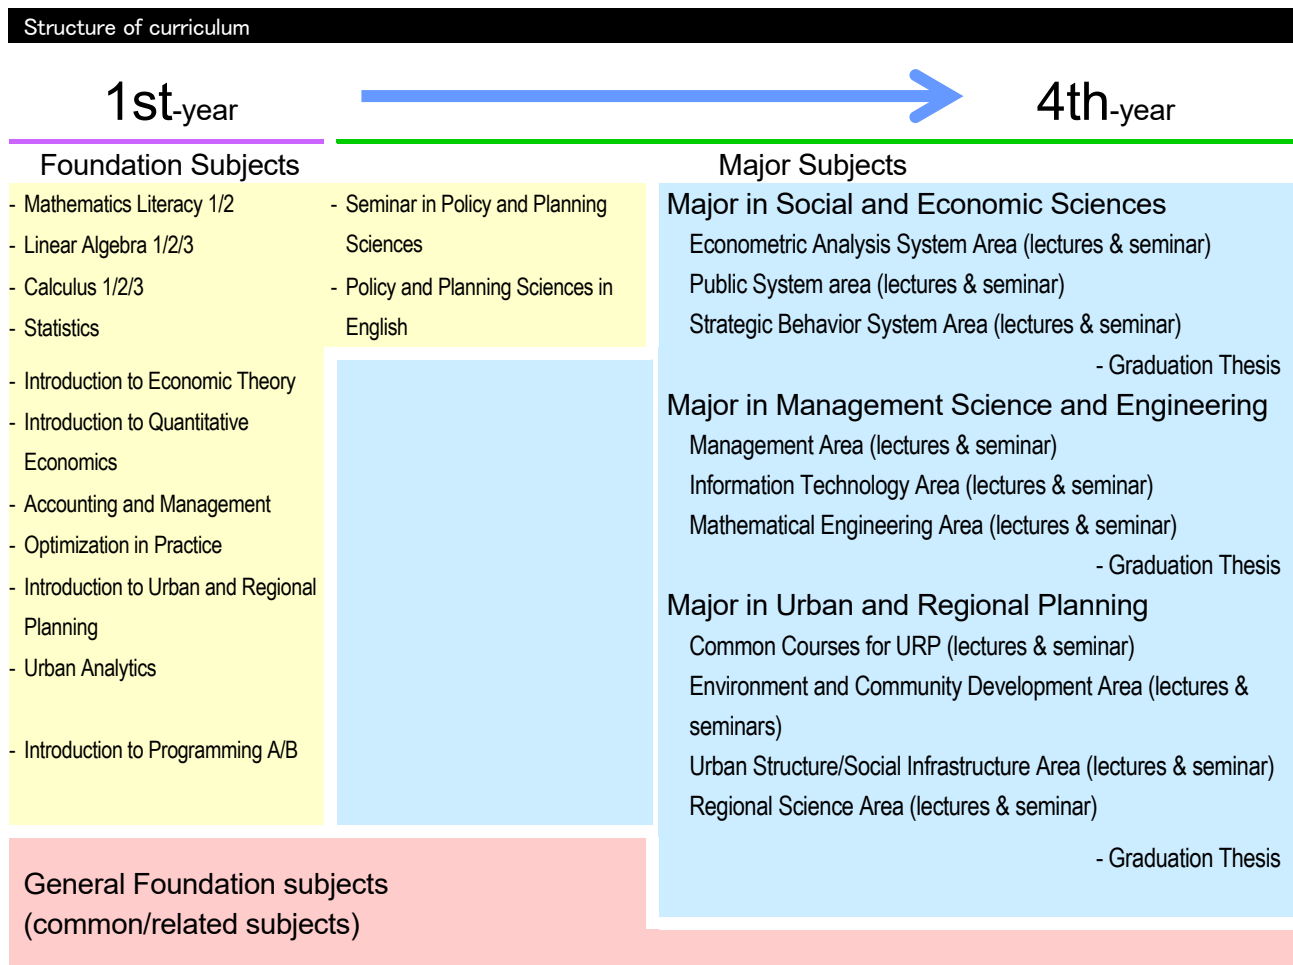 Structure of curriculum
1st-year
4th-year
Foundation Subjects
- Mathematics Literacy 1/2
- Linear Algebra 1/2/3
- Calculus 1/2/3
- Statistics
- Introduction to Economic Theory
- Introduction to Quantitative
Economics
- Accounting and Management
- Optimization in Practice
- Introduction to Urban and Regional
Planning
- Urban Analytics
- Introduction to Programming A/B
Major Subjects
- Seminar in Policy and Planning
Sciences
- Policy and Planning Sciences in
English
Major in Social and Economic Sciences
Econometric Analysis System Area (lectures & seminar)
Public System area (lectures & seminar)
Strategic Behavior System Area (lectures & seminar)
- Graduation Thesis
Major in Management Science and Engineering
Management Area (lectures & seminar)
Information Technology Area (lectures & seminar)
Mathematical Engineering Area (lectures & seminar)
- Graduation Thesis
Major in Urban and Regional Planning
Common Courses for URP (lectures & seminar)
Environment and Community Development Area (lectures &
seminars)
Urban Structure/Social Infrastructure Area (lectures & seminar)
Regional Science Area (lectures & seminar)
- Graduation Thesis
General Foundation subjects
(common/related subjects)